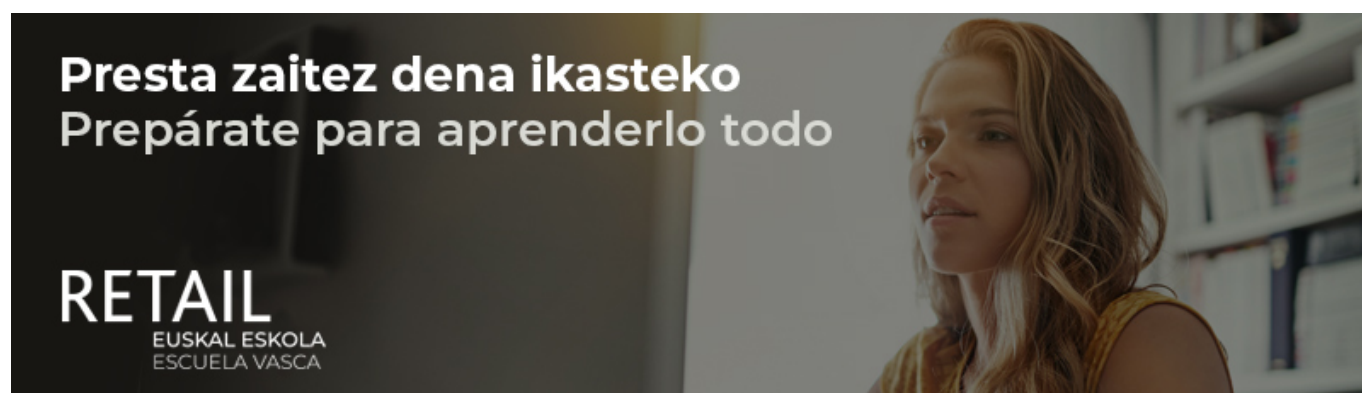 Presta zaitez dena ikasteko
Prepárate para aprenderlo todo
RETAIL
EUSKAL ESKOLA
ESCUELA VASCA